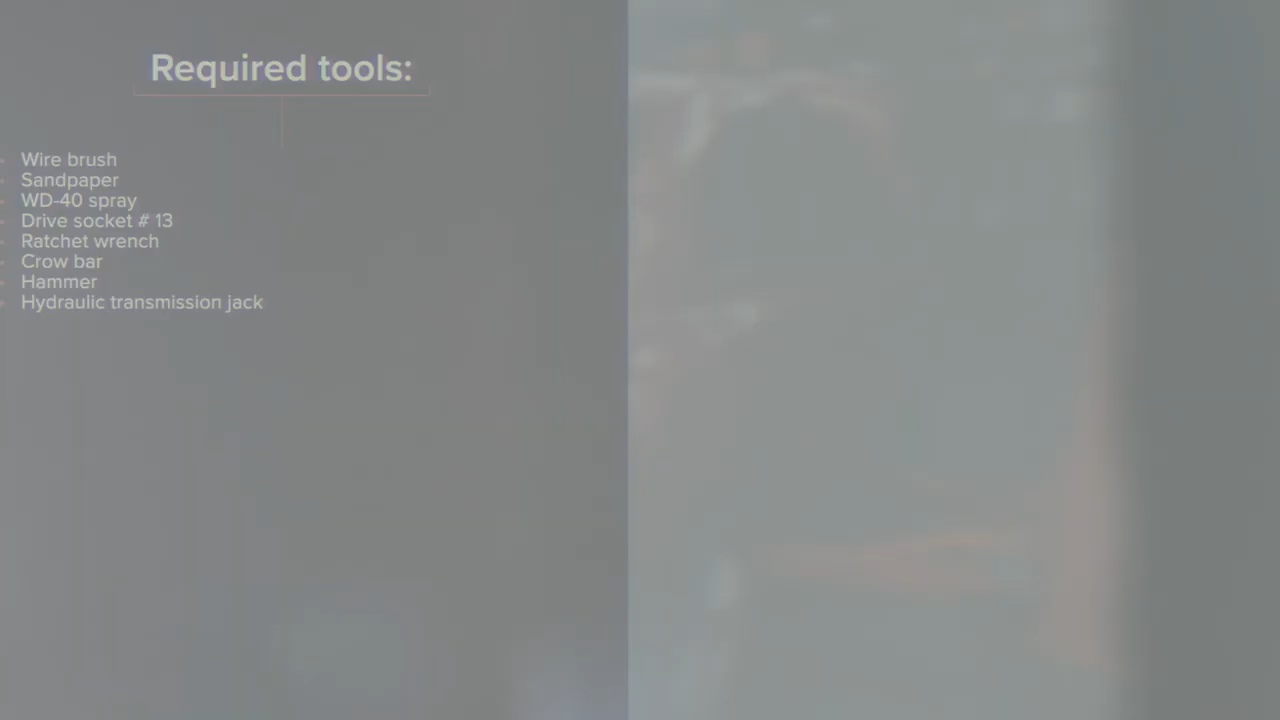 Required tools:
Wire brush
Sandpaper
WD-40 spray
Drive socket # 13
Ratchet wrench
Crow bar
Hammer
Hydraulic transmission jack